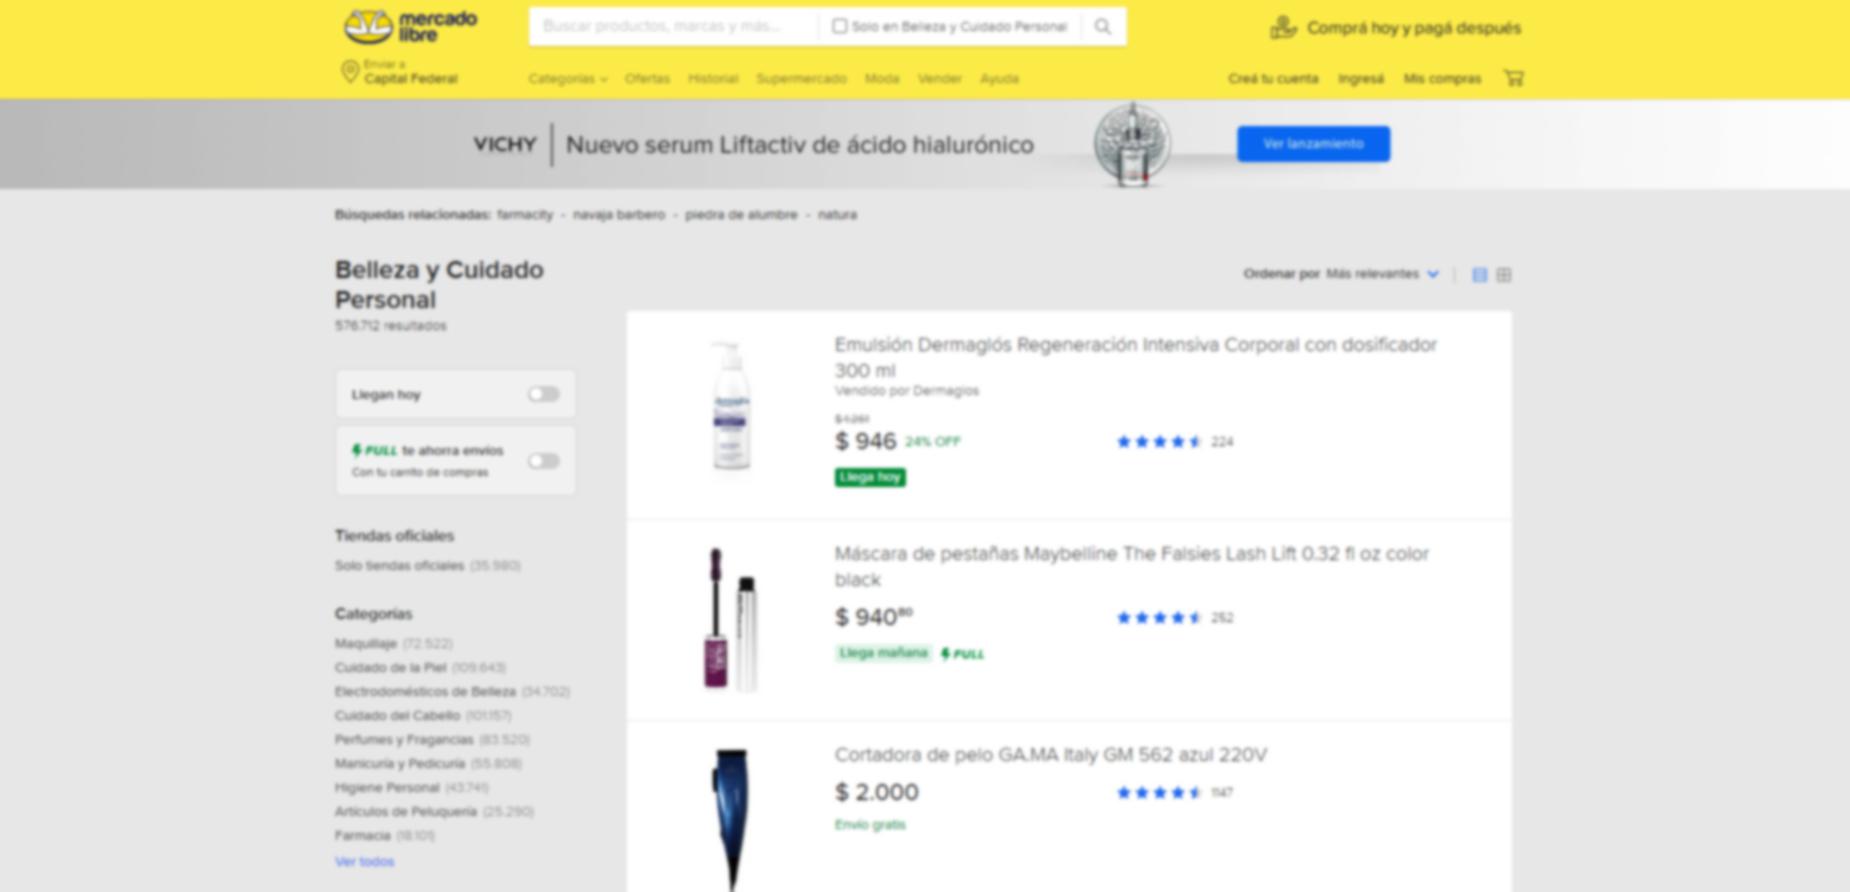 mercado
libre
Buscar productos, marcas y más...
Solo en Belleza y Cuidado Personal
Comprá hoy y pagá después
Enviar a
Capital Federal
Categorías
Ofertas
Historial
Supermercado
Moda
Vender
Ayuda
Creá tu cuenta
Ingresá
Mis compras
VICHY
Nuevo serum Liftactiv de ácido hialurónico
Ver lanzamiento
Búsquedas relacionadas: farmacity - navaja barbero - piedra de alumbre - natura
Belleza y Cuidado
Personal
576.712 resultados
Ordenar por Más relevantes
Llegan hoy
FULL te ahorra envíos
Con tu carrito de compras
Tiendas oficiales
Solo tiendas oficiales (35.980)
Categorías
Maquillaje (72.522)
Cuidado de la Piel (109.643)
Electrodomésticos de Belleza (34.702)
Cuidado del Cabello (101.157)
Perfumes y Fragancias (83.520)
Manicuría y Pedicuría (55.808)
Higiene Personal (43.741)
Artículos de Peluquería (25.290)
Farmacia (18.101)
Ver todos
Emulsión Dermaglós Regeneración Intensiva Corporal con dosificador
300 ml
Vendido por Dermaglos
$ 1.251
$ 946 24% OFF
224
Llega hoy
Máscara de pestañas Maybelline The Falsies Lash Lift 0.32 fl oz color
black
$ 940 80
252
Llega mañana FULL
Cortadora de pelo GA.MA Italy GM 562 azul 220V
$ 2.000
1147
Envío gratis